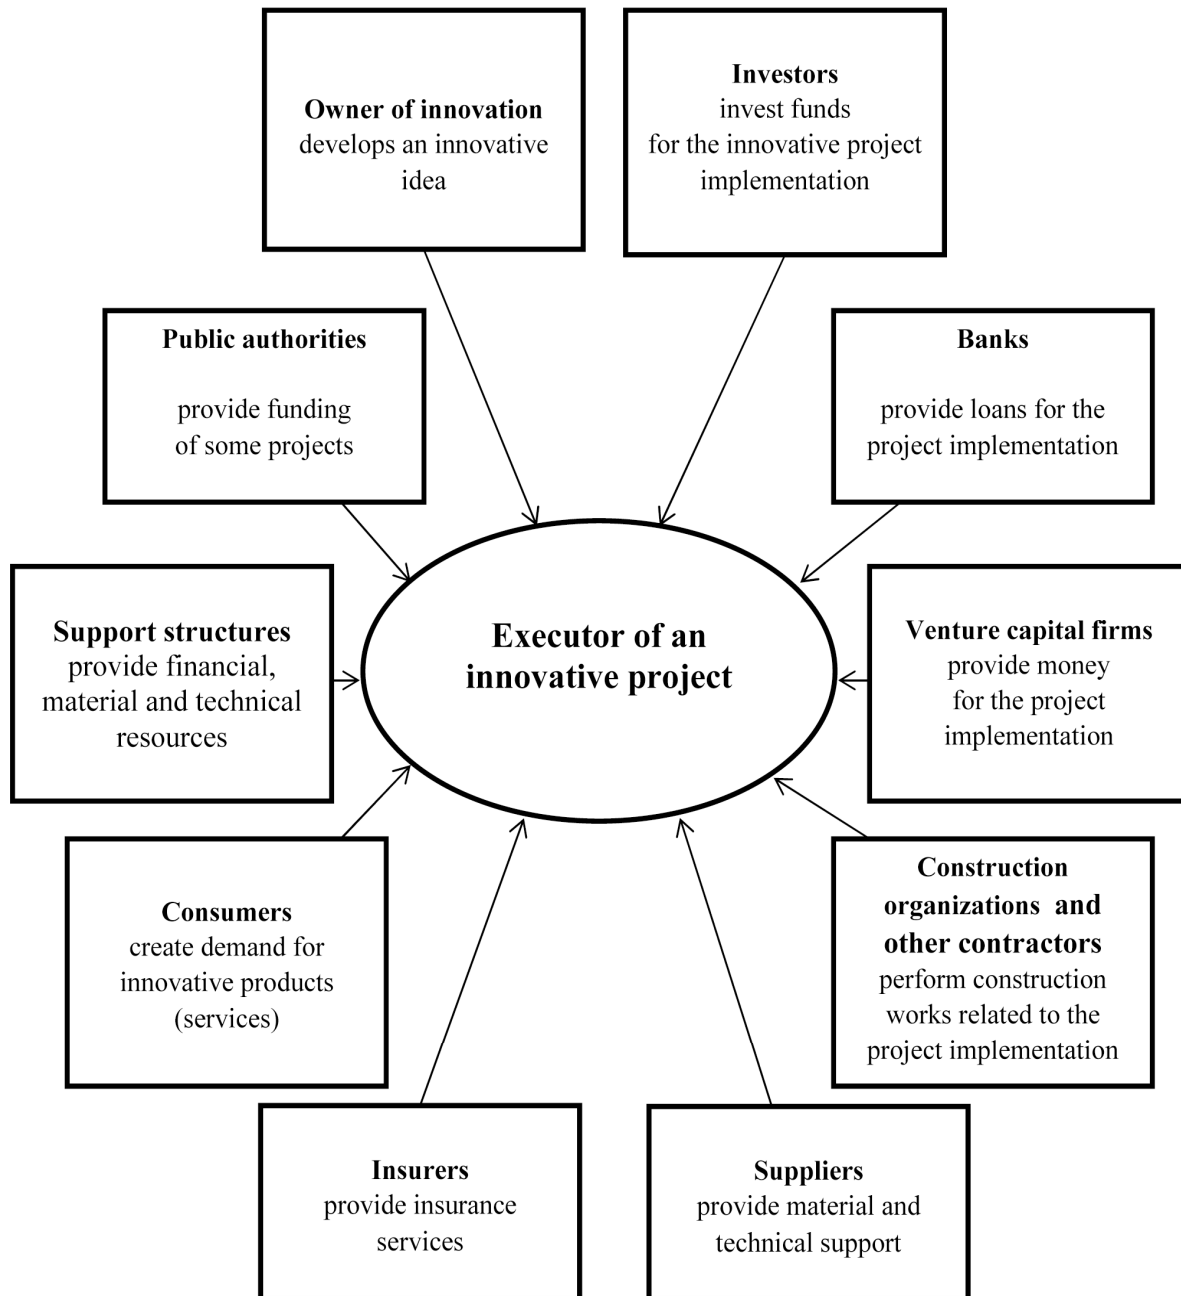 Owner of innovation
develops an innovative
idea
Investors
invest funds
for the innovative project
implementation
Public authorities
provide funding
of some projects
Banks
provide loans for the
project implementation
Support structures
provide financial,
material and technical
resources
Executor of an
innovative project
Venture capital firms
provide money
for the project
implementation
Consumers
create demand for
innovative products
(services)
Construction
organizations and
other contractors
perform construction
works related to the
project implementation
Insurers
provide insurance
services
Suppliers
provide material and
technical support